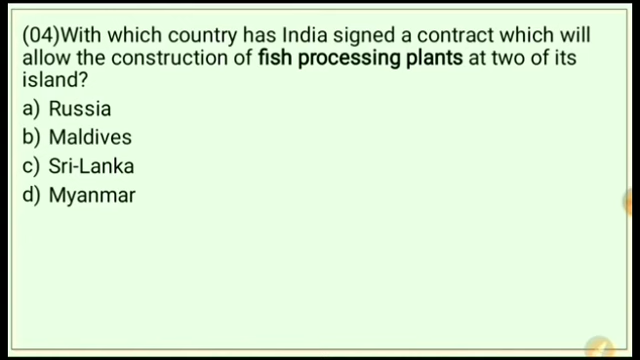 (04)With which country has India signed a contract which will
allow the construction of fish processing plants at two of its
island?
a) Russia
b) Maldives
c) Sri-Lanka
d) Myanmar